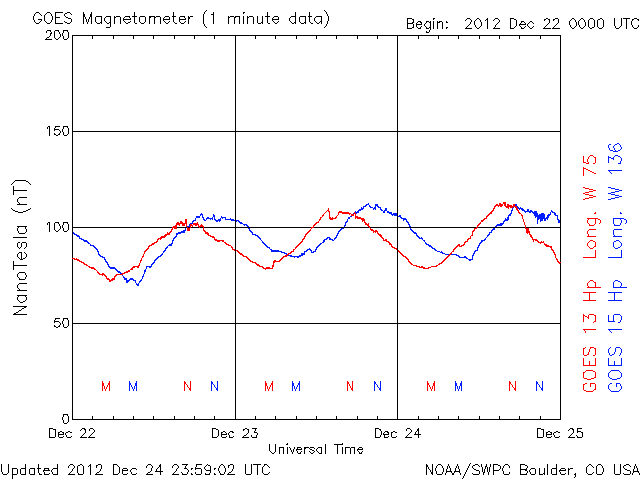 GOES Magnetometer (1 minute data)
Begin: 2012 Dec 22 0000 UTC
200
150
100
50
0
NanoTesla (nT)
M M N N M M N N M M N N
Dec 22 Dec 23 Dec 24 Dec 25
Universal Time
GOES 13 Hp Long. W 75
GOES 15 Hp Long. W 136
Updated 2012 Dec 24 23:59:02 UTC
NOAA/SWPC Boulder, CO USA